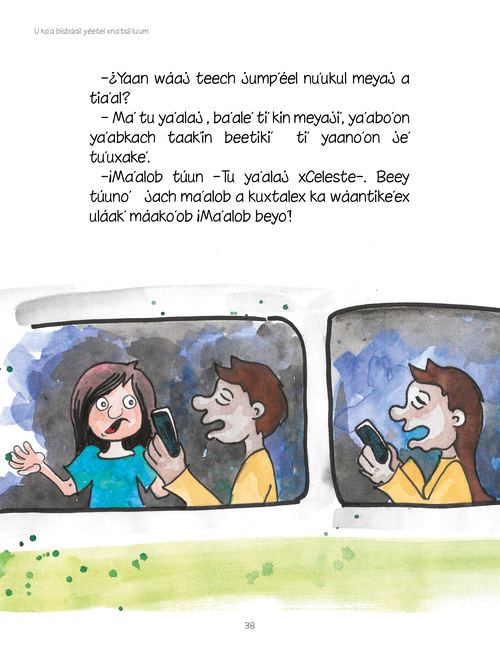 U ka'a bisbáail yéetel xna'tsil lu'um
-¿Yaan wáaj teech jump'éel nu'ukul meyaj a
tia'al?
- Ma' tu ya'alaj , ba'ale' ti' kin meyaji', ya'abo'on
ya'abkach taakin beetiki' ti' yaano'on je'
tu'uxake'.
-¡Ma'alob túun -Tu ya'alaj xCeleste-. Beey
túuno' jach ma'alob a kuxtalex ka wáantike'ex
uláak' máako'ob ¡Ma'alob beyo'!
38